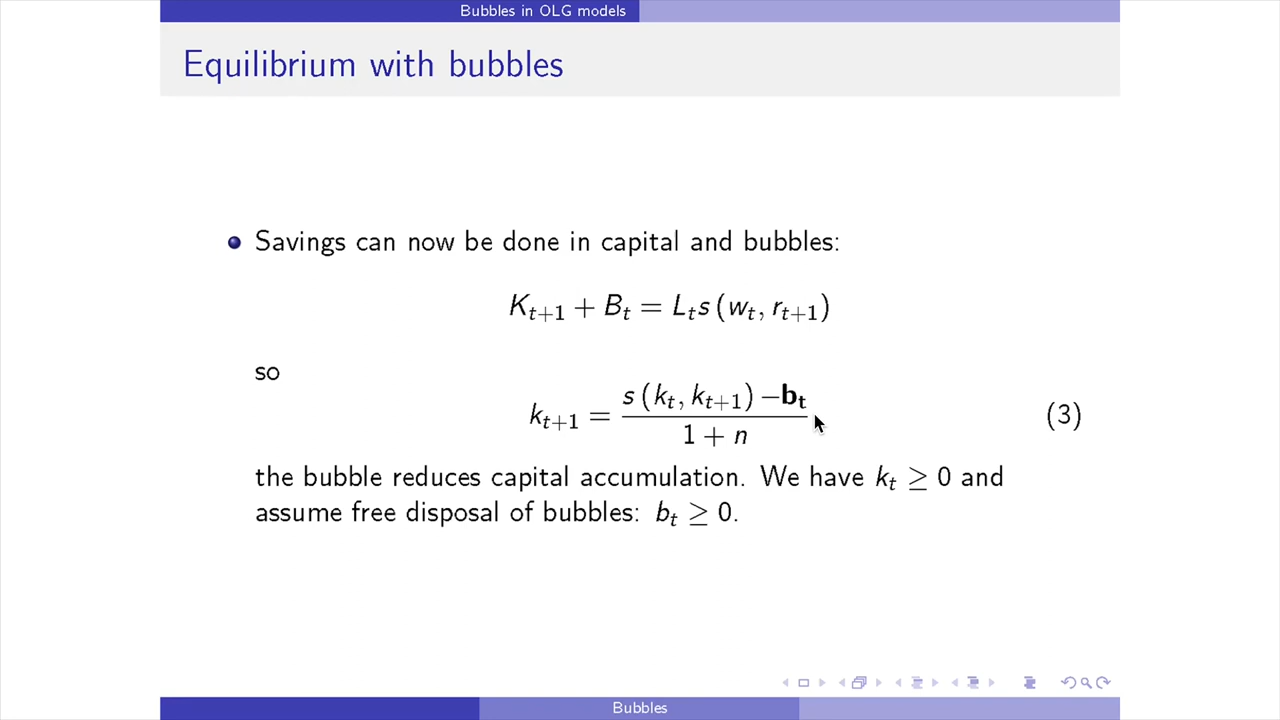 Bubbles in OLG models
Equilibrium with bubbles
Savings can now be done in capital and bubbles:
K_{t+1} + B_t = L_t s (w_t, r_{t+1})
so
k_{t+1} = \frac{s (k_t, k_{t+1}) − b_t}{1 + n} (3)
the bubble reduces capital accumulation. We have k_t ≥ 0 and
assume free disposal of bubbles: b_t ≥ 0.
Bubbles